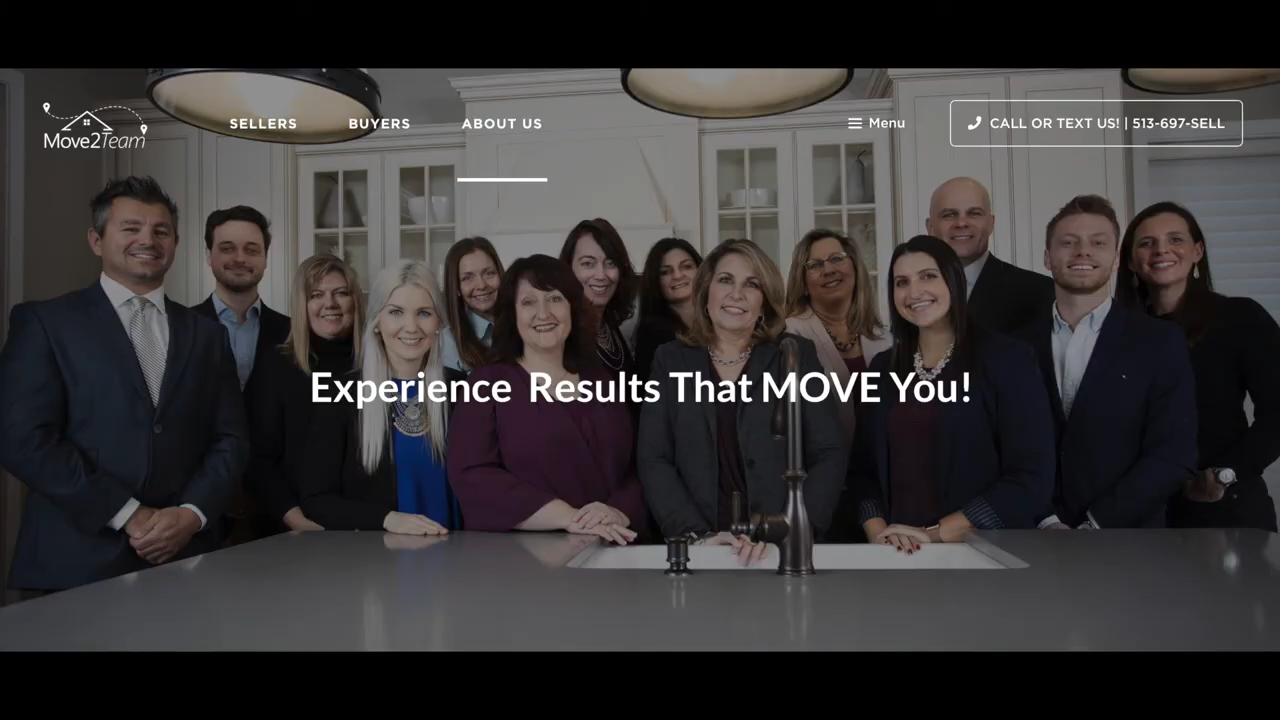 Move2Team
SELLERS
BUYERS
ABOUT US
Menu
CALL OR TEXT US! | 513-697-SELL
Experience Results That MOVE You!